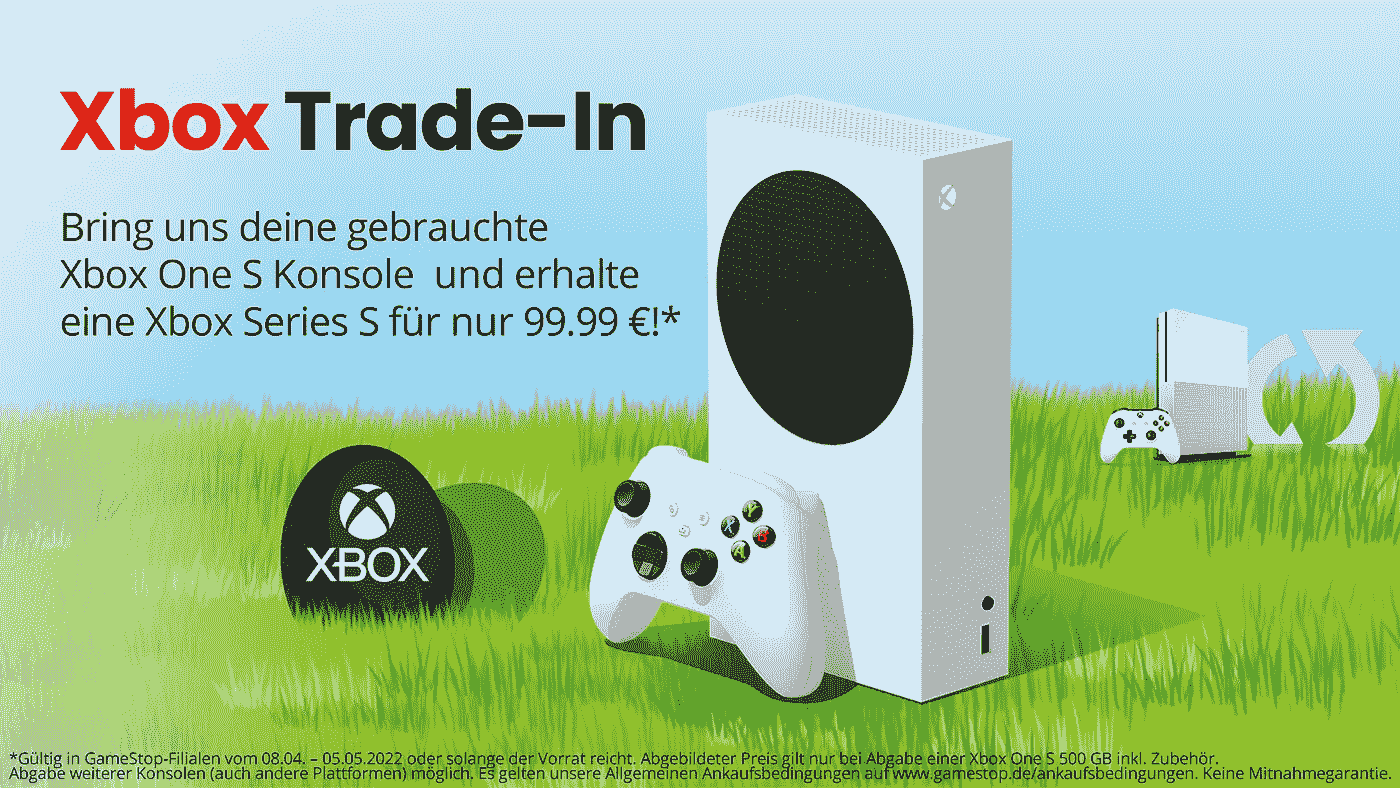 Xbox Trade-In
Bring uns deine gebrauchte
Xbox One S Konsole und erhalte
eine Xbox Series S für nur 99.99 €!*
XBOX
Y
X
B
A
*Gültig in GameStop-Filialen vom 08.04. – 05.05.2022 oder solange der Vorrat reicht. Abgebildeter Preis gilt nur bei Abgabe einer Xbox One S 500 GB inkl. Zubehör.
Abgabe weiterer Konsolen (auch andere Plattformen) möglich. Es gelten unsere Allgemeinen Ankaufsbedingungen auf www.gamestop.de/ankaufsbedingungen. Keine Mitnahmegarantie.